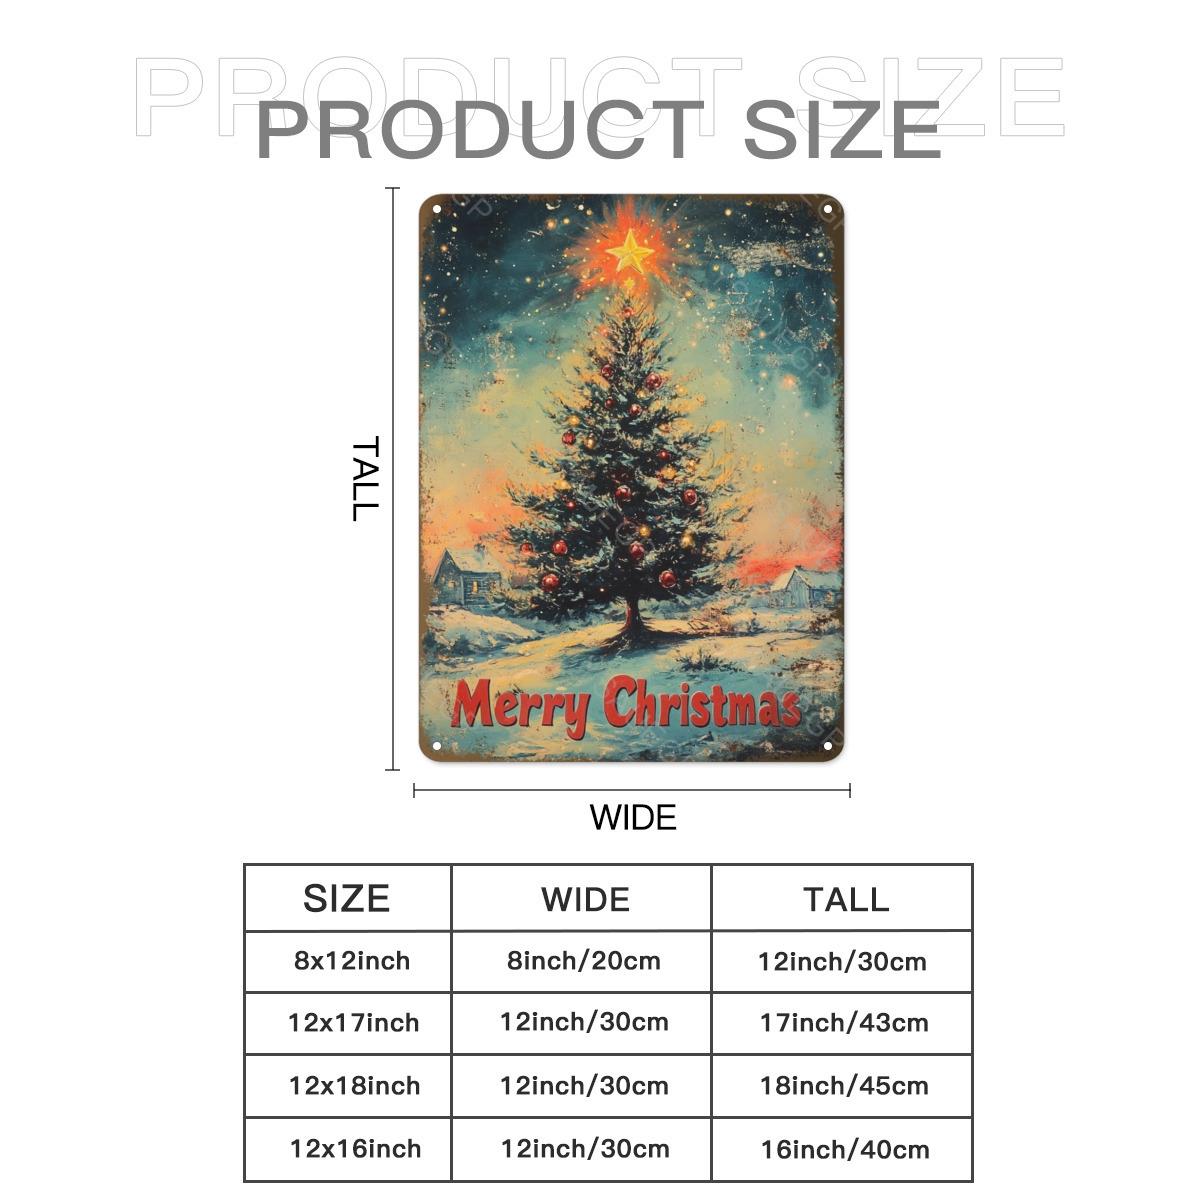 PRODUCT SIZE
PRODUCT SIZE
TALL
Merry Christmas
WIDE
SIZE WIDE TALL
8x12inch 8inch/20cm 12inch/30cm
12x17inch 12inch/30cm 17inch/43cm
12x18inch 12inch/30cm 18inch/45cm
12x16inch 12inch/30cm 16inch/40cm